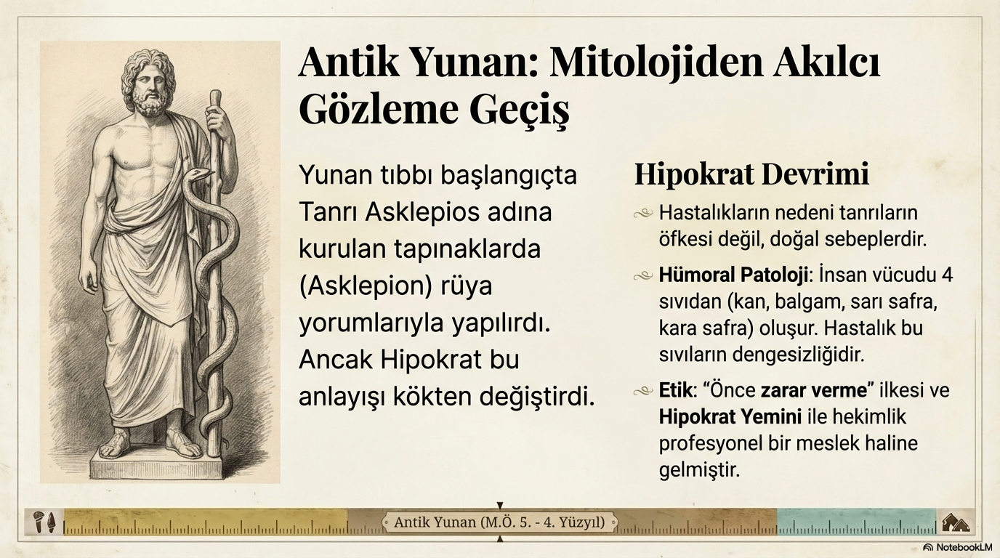 Antik Yunan: Mitolojiden Akılcı
Gözleme Geçiş
Yunan tıbbı başlangıçta
Tanrı Asklepios adına
kurulan tapınaklarda
(Asklepion) rüya
yorumlarıyla yapılırdı.
Ancak Hipokrat bu
anlayışı kökten değiştirdi.
Hipokrat Devrimi
Hastalıkların nedeni tanrıların
öfkesi değil, doğal sebeplerdir.
Hümoral Patoloji: İnsan vücudu 4
sıvıdan (kan, balgam, sarı safra,
kara safra) oluşur. Hastalık bu
sıvıların dengesizliğidir.
Etik: “Önce zarar verme” ilkesi ve
Hipokrat Yemini ile hekimlik
profesyonel bir meslek haline
gelmiştir.
Antik Yunan (M.Ö. 5. - 4. Yüzyıl)
NotebookLM